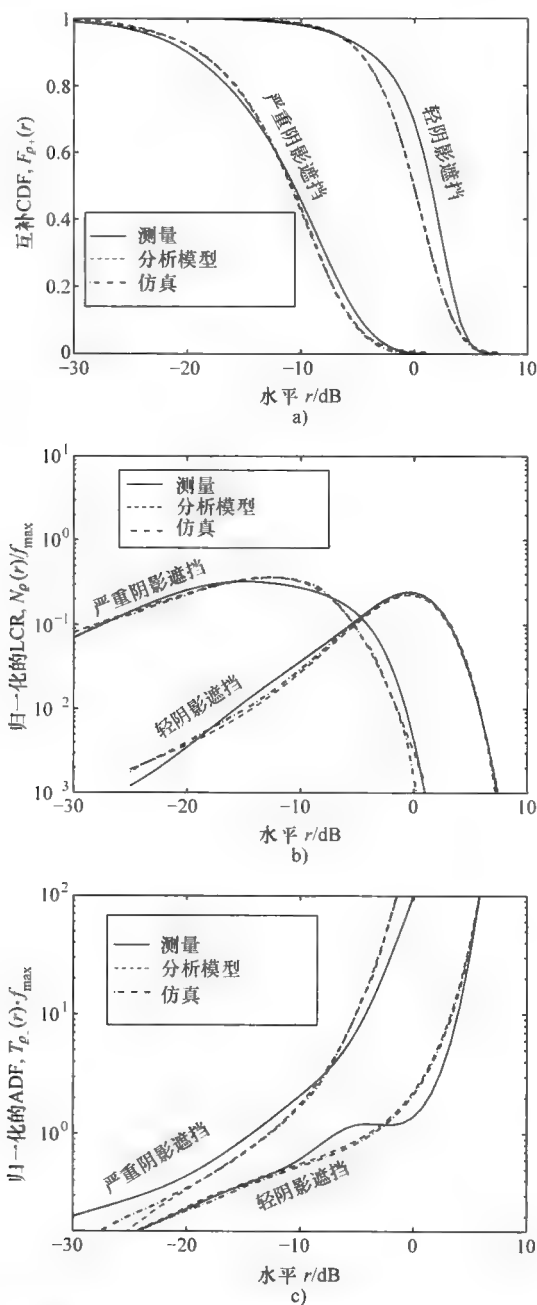 1
0.8
0.6
0.4
0.2
0
互补CDF, F_{ρ+}(r)
严重阴影遮挡
轻阴影遮挡
测量
分析模型
仿真
−30
−20
−10
0
10
水平 r/dB
a)
10^1
10^0
10^{-1}
10^{-2}
10^{-3}
归一化的LCR, N_ρ(r)/f_max
测量
分析模型
仿真
严重阴影遮挡
轻阴影遮挡
−30
−20
−10
0
10
水平 r/dB
b)
10^2
10^1
10^0
归一化的ADF, T_{ρ-}(r)·f_max
测量
分析模型
仿真
严重阴影遮挡
轻阴影遮挡
−30
−20
−10
0
10
水平 r/dB
c)